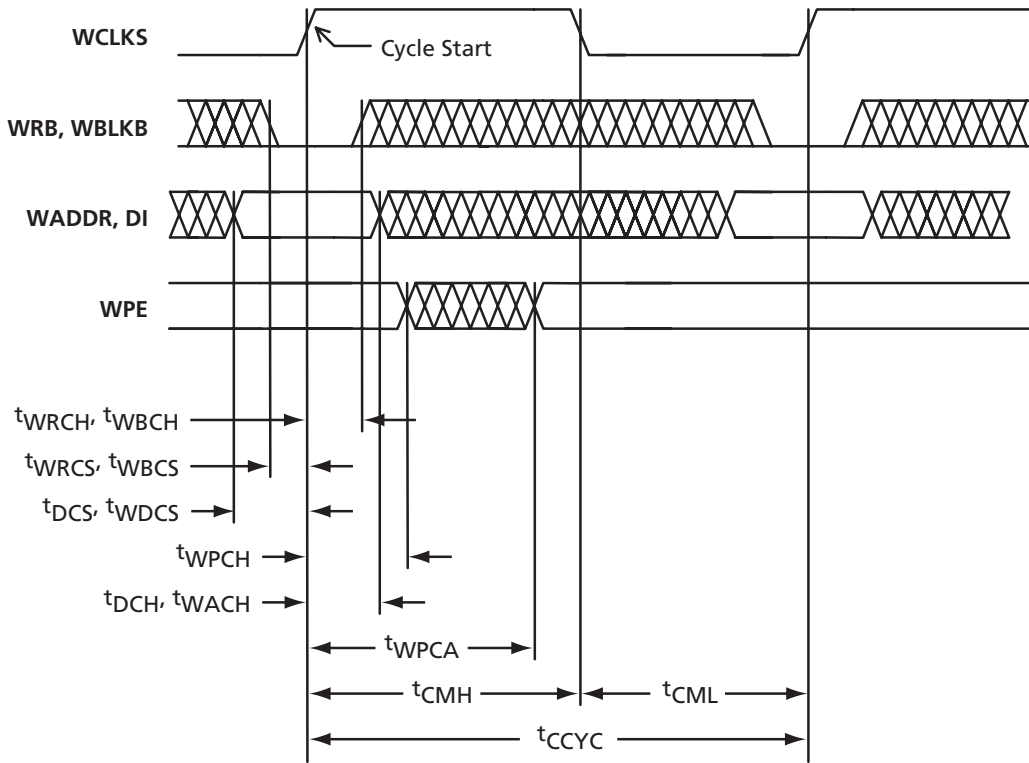 WCLKS
Cycle Start
WRB, WBLKB
WADDR, DI
WPE
tWRCH, tWBCH
tWRCS, tWBCS
tDCS, tWDCS
tWPCH
tDCH, tWACH
tWPCA
tCMH tCML
tCCYC